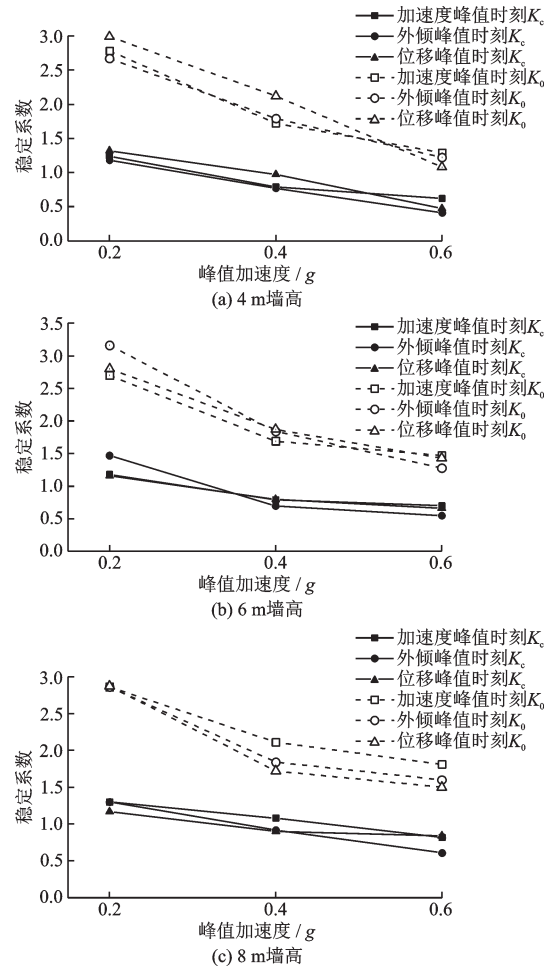 加速度峰值时刻Kc
外倾峰值时刻Kc
位移峰值时刻Kc
加速度峰值时刻K0
外倾峰值时刻K0
位移峰值时刻K0
稳定系数
3.0
2.5
2.0
1.5
1.0
0.5
0.0
0.2 0.4 0.6
峰值加速度 / g
(a) 4 m墙高
加速度峰值时刻Kc
外倾峰值时刻Kc
位移峰值时刻Kc
加速度峰值时刻K0
外倾峰值时刻K0
位移峰值时刻K0
稳定系数
3.5
3.0
2.5
2.0
1.5
1.0
0.5
0.0
0.2 0.4 0.6
峰值加速度 / g
(b) 6 m墙高
加速度峰值时刻Kc
外倾峰值时刻Kc
位移峰值时刻Kc
加速度峰值时刻K0
外倾峰值时刻K0
位移峰值时刻K0
稳定系数
3.0
2.5
2.0
1.5
1.0
0.5
0.0
0.2 0.4 0.6
峰值加速度 / g
(c) 8 m墙高